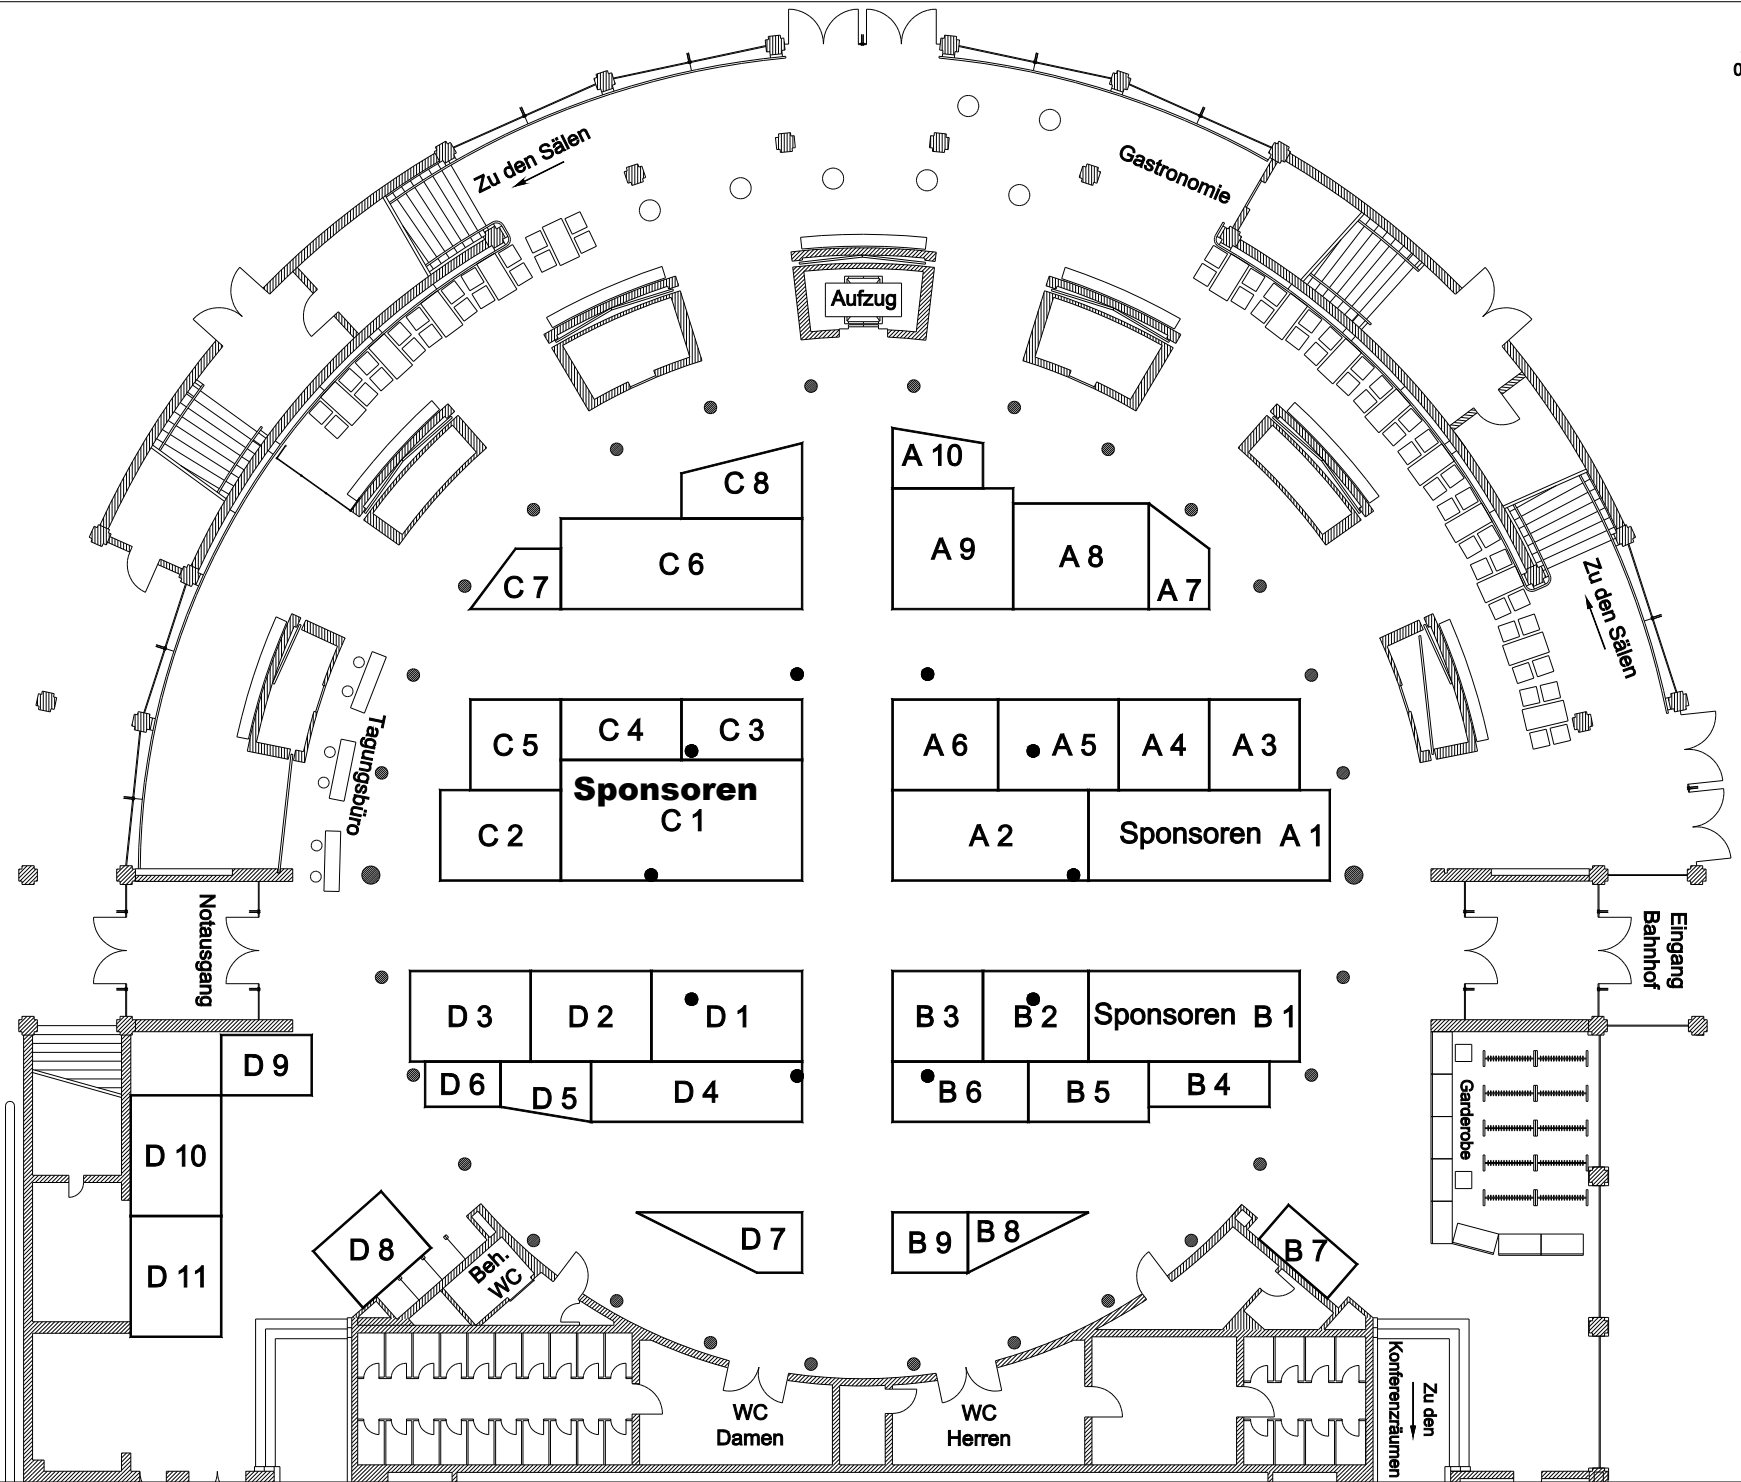 0
Zu den Sälen
Gastronomie
Aufzug
A 10
C 8
A 9
A 8
C 6
C 7
A 7
Zu den Sälen
Tagungsbüro
C 5
C 4
C 3
A 6
A 5
A 4
A 3
Sponsoren
C 1
C 2
A 2
Sponsoren A 1
Notausgang
Eingang
Bahnhof
D 3
D 2
D 1
B 3
B 2
Sponsoren B 1
D 9
D 6
D 5
D 4
B 6
B 5
B 4
Garderobe
D 10
D 11
D 8
Beh.
WC
D 7
B 9
B 8
B 7
WC
Damen
WC
Herren
Zu den
Konferenzräumen